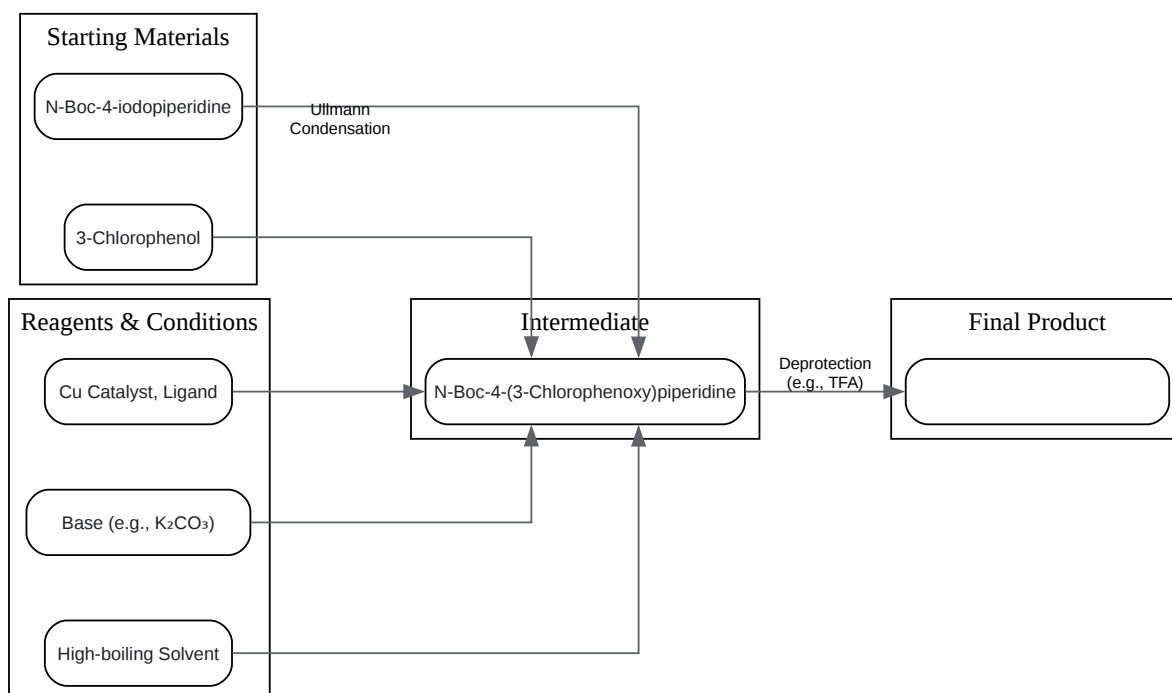 Starting Materials
N-Boc-4-iodopiperidine
Ullmann
Condensation
3-Chlorophenol
Reagents & Conditions
Cu Catalyst, Ligand
Base (e.g., K₂CO₃)
High-boiling Solvent
Intermediate
N-Boc-4-(3-Chlorophenoxy)piperidine
Deprotection
(e.g., TFA)
Final Product